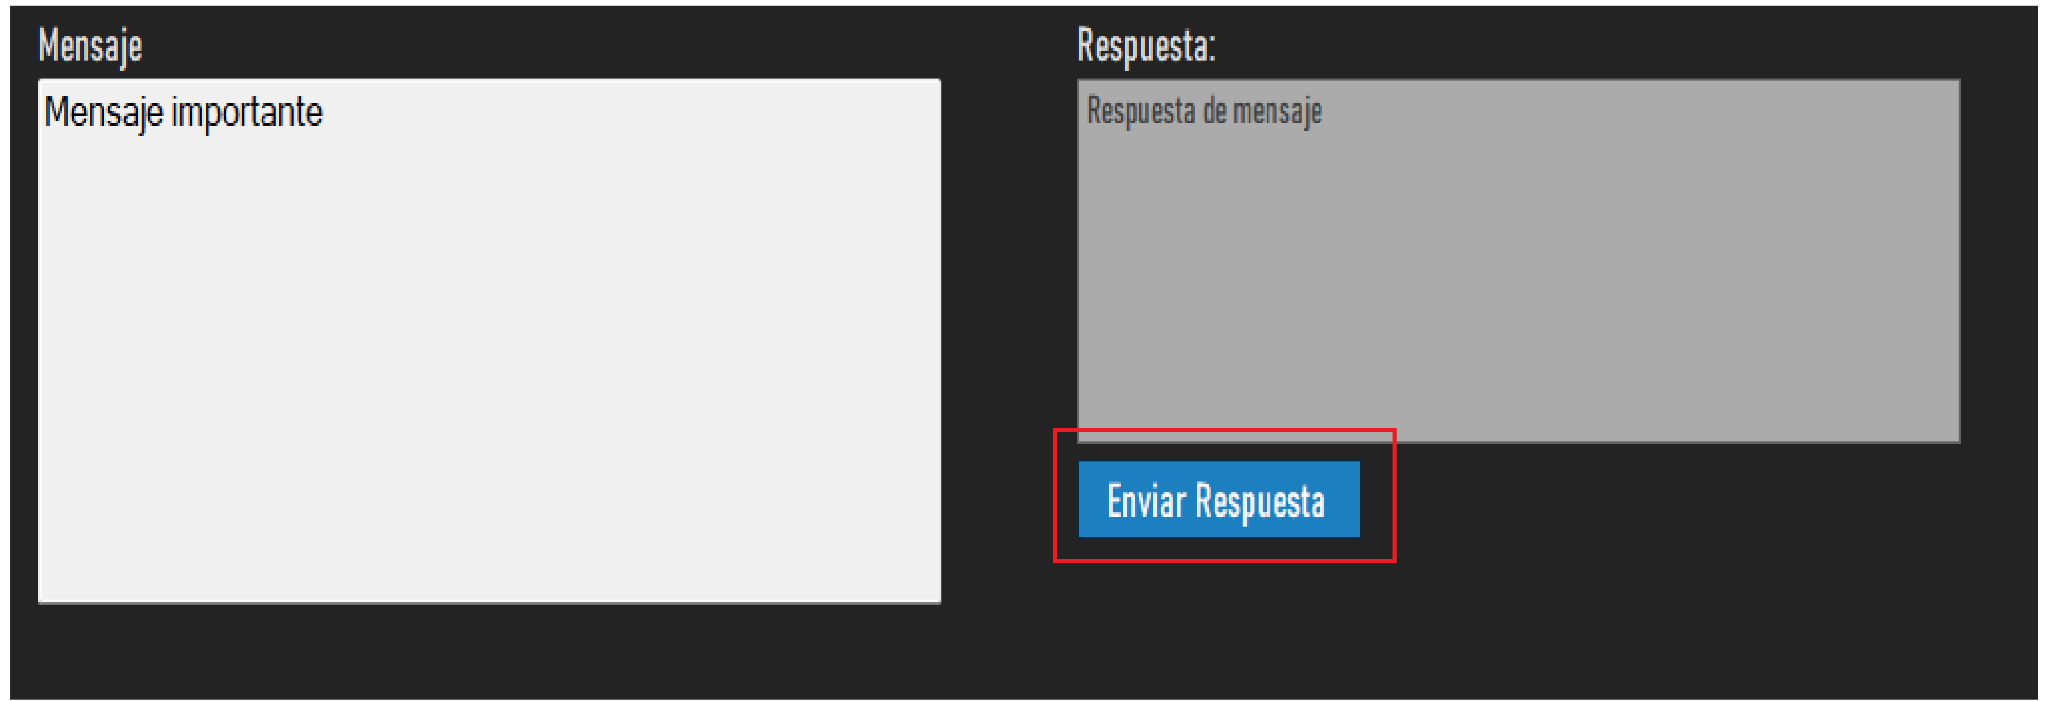 Mensaje
Mensaje importante
Respuesta:
Respuesta de mensaje
Enviar Respuesta